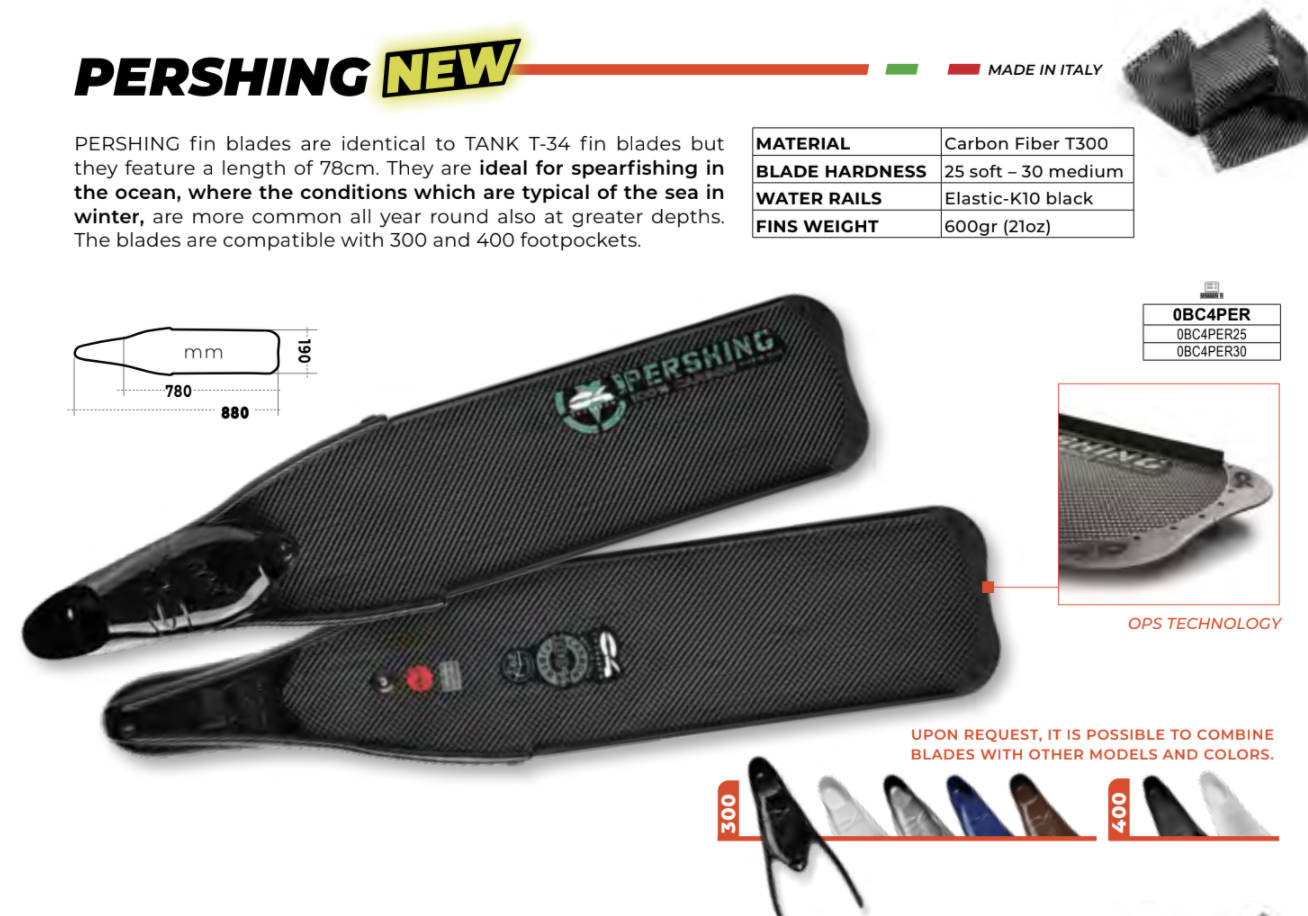 PERSHING NEW
MADE IN ITALY
PERSHING fin blades are identical to TANK T-34 fin blades but
they feature a length of 78cm. They are ideal for spearfishing in
the ocean, where the conditions which are typical of the sea in
winter, are more common all year round also at greater depths.
The blades are compatible with 300 and 400 footpockets.
MATERIAL Carbon Fiber T300
BLADE HARDNESS 25 soft – 30 medium
WATER RAILS Elastic-K10 black
FINS WEIGHT 600gr (21oz)
mm
190
780
880
0BC4PER
0BC4PER25
0BC4PER30
PERSHING
OPS TECHNOLOGY
UPON REQUEST, IT IS POSSIBLE TO COMBINE
BLADES WITH OTHER MODELS AND COLORS.
300
400